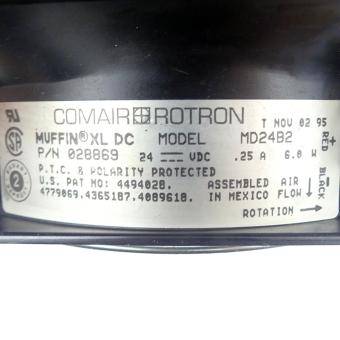 COMAIR ROTRON
T NOV 02 95
MUFFIN® XL DC MODEL MD24B2
P/N 028869 24 VDC .25 A 6.0 W
P.T.C. & POLARITY PROTECTED
U.S. PAT NO: 4494028. ASSEMBLED AIR
4779069.4365187.4089618. IN MEXICO FLOW
ROTATION
+
RED
BLACK
-
2